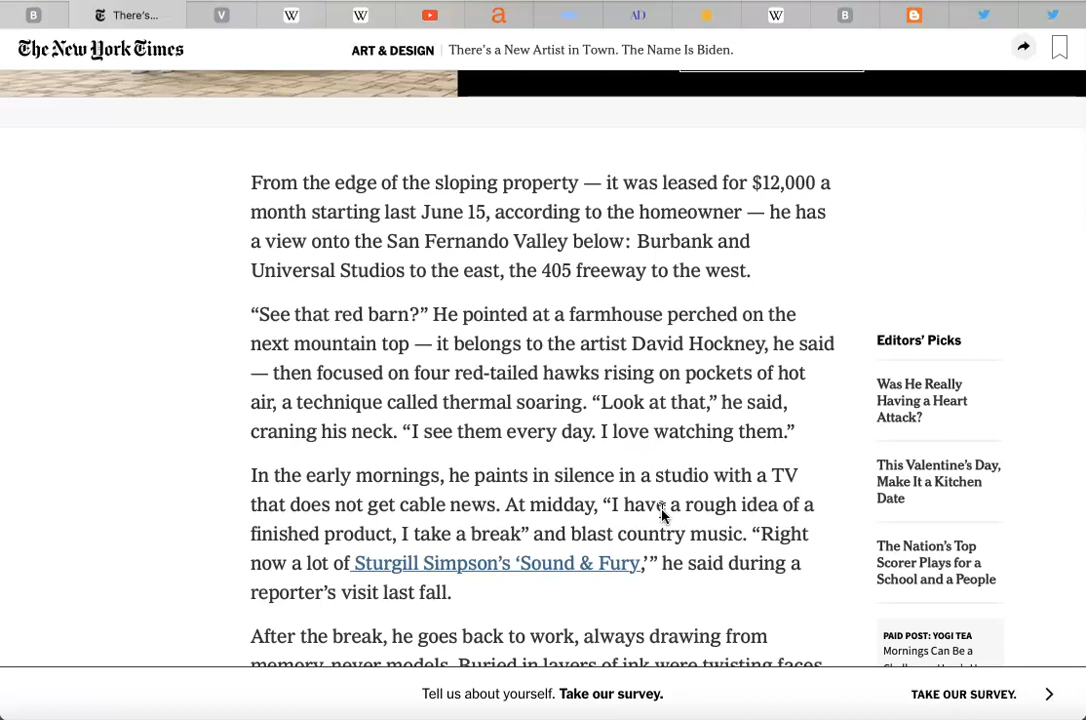 B There's... V W W a AD W B
The New York Times ART & DESIGN There's a New Artist in Town. The Name Is Biden.
From the edge of the sloping property — it was leased for $12,000 a
month starting last June 15, according to the homeowner — he has
a view onto the San Fernando Valley below: Burbank and
Universal Studios to the east, the 405 freeway to the west.
“See that red barn?” He pointed at a farmhouse perched on the
next mountain top — it belongs to the artist David Hockney, he said
— then focused on four red-tailed hawks rising on pockets of hot
air, a technique called thermal soaring. “Look at that,” he said,
craning his neck. “I see them every day. I love watching them.”
In the early mornings, he paints in silence in a studio with a TV
that does not get cable news. At midday, “I have a rough idea of a
finished product, I take a break” and blast country music. “Right
now a lot of Sturgill Simpson’s ‘Sound & Fury,’” he said during a
reporter’s visit last fall.
After the break, he goes back to work, always drawing from
memory, never models. Buried in layers of ink were twisting faces
Editors’ Picks
Was He Really
Having a Heart
Attack?
This Valentine’s Day,
Make It a Kitchen
Date
The Nation’s Top
Scorer Plays for a
School and a People
PAID POST: YOGI TEA
Mornings Can Be a
Tell us about yourself. Take our survey. TAKE OUR SURVEY.